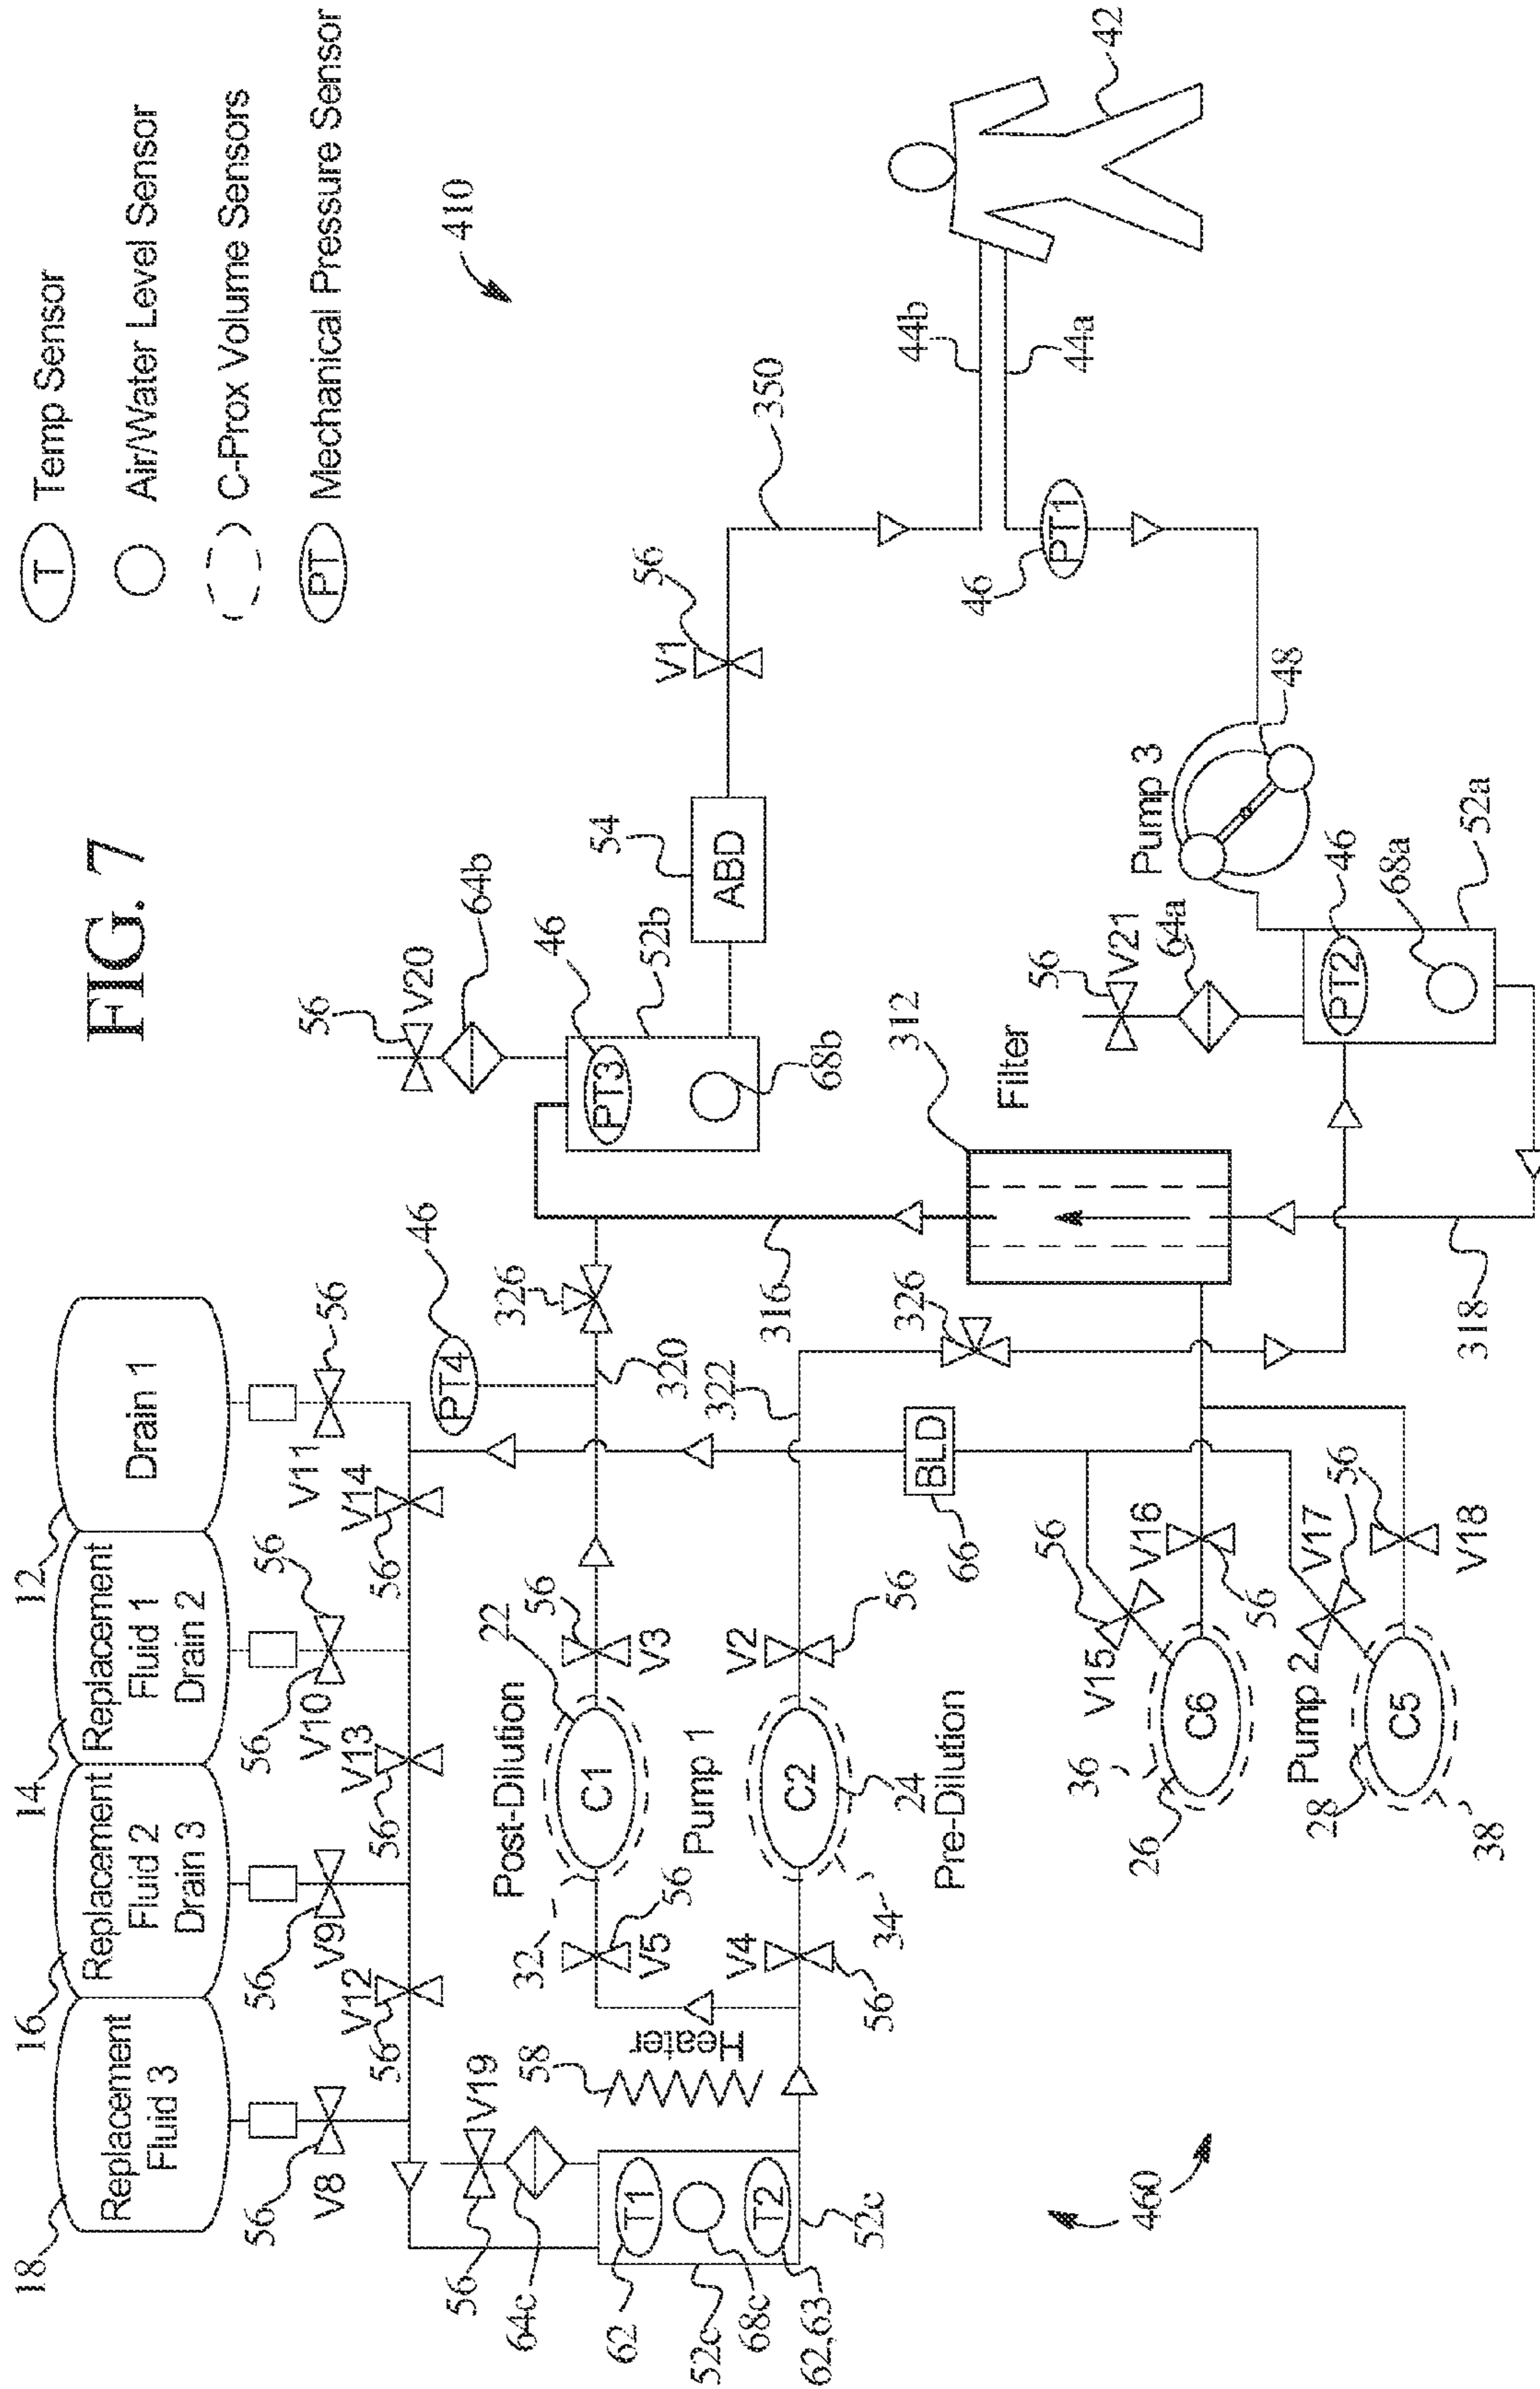 FIG. 7
T Temp Sensor
Air/Water Level Sensor
C-Prox Volume Sensors
PT Mechanical Pressure Sensor
410
18
16
14
12
Replacement
Fluid 3
Replacement
Fluid 2
Drain 3
Replacement
Fluid 1
Drain 2
Drain 1
56
V8
56
V9
56
V10
56
V11
56
56
V12
56
V13
56
V14
PT4
46
56
V19
64c
62
T1
T2
52c
68c
62,63
52c
58
Heater
32
V5
56
Post-Dilution
C1
22
56
V3
320
326
Pump 1
V4
56
34
C2
24
Pre-Dilution
V2
56
322
326
316
56
V20
64b
46
PT3
52b
68b
54
ABD
V1
56
350
44b
44a
42
46
PT1
Pump 3
48
56
V21
64a
46
PT2
68a
52a
312
Filter
318
BLD
66
56
V15
V16
56
36
26
C6
Pump 2
V17
56
V18
28
C5
38
460